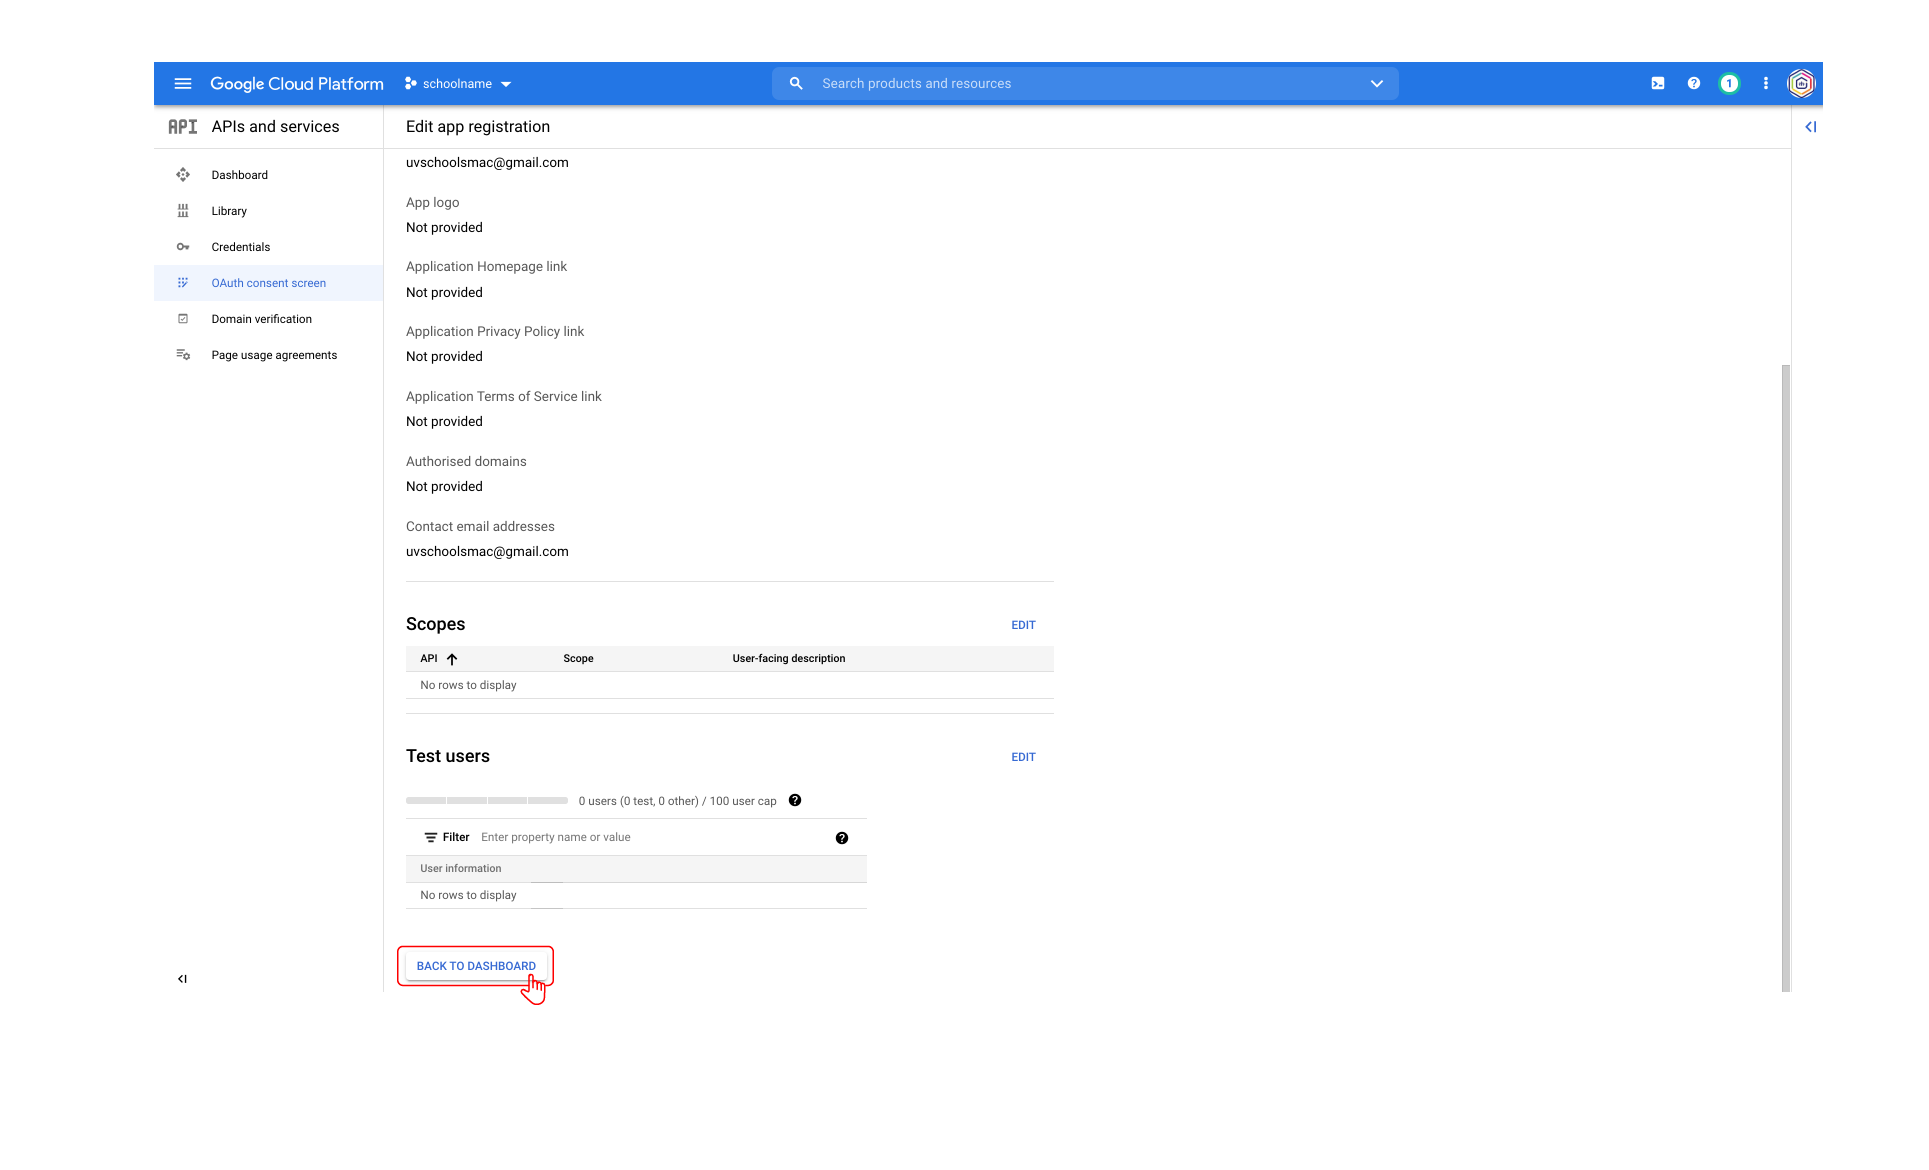 Google Cloud Platform schoolname Search products and resources 1
API APIs and services Edit app registration
uvschoolsmac@gmail.com
Dashboard
Library
Credentials
OAuth consent screen
Domain verification
Page usage agreements
App logo
Not provided
Application Homepage link
Not provided
Application Privacy Policy link
Not provided
Application Terms of Service link
Not provided
Authorised domains
Not provided
Contact email addresses
uvschoolsmac@gmail.com
Scopes EDIT
API Scope User-facing description
No rows to display
Test users EDIT
0 users (0 test, 0 other) / 100 user cap
Filter Enter property name or value
User information
No rows to display
BACK TO DASHBOARD